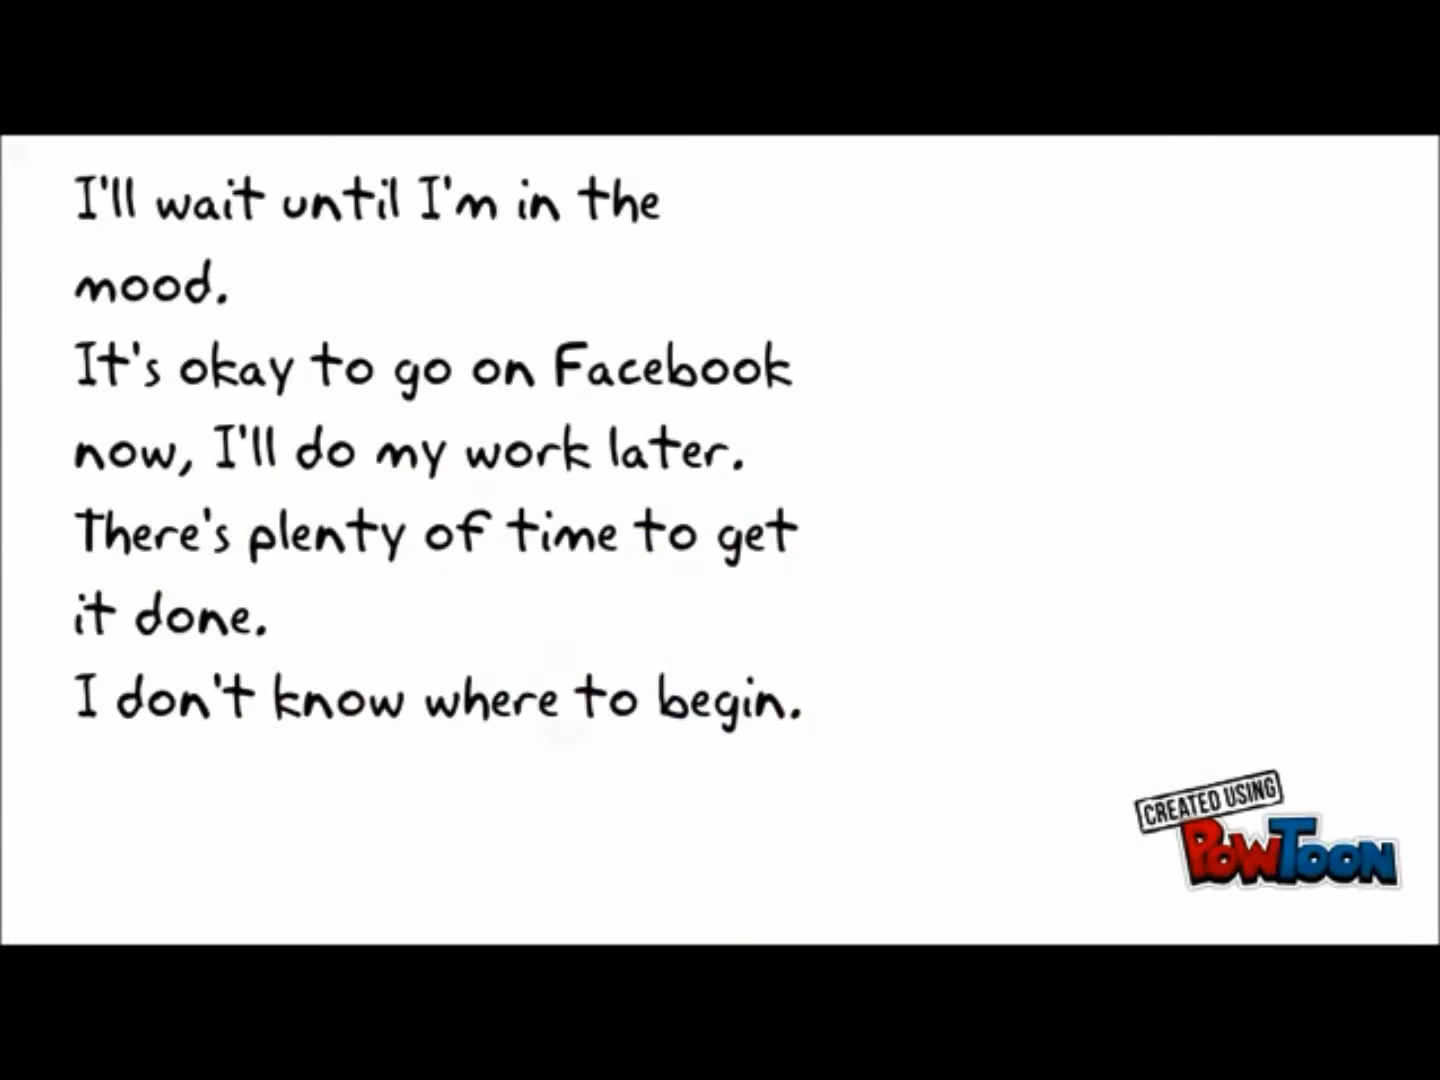 I'll wait until I'm in the
mood.
It's okay to go on Facebook
now, I'll do my work later.
There's plenty of time to get
it done.
I don't know where to begin.
CREATED USING
POWTOON